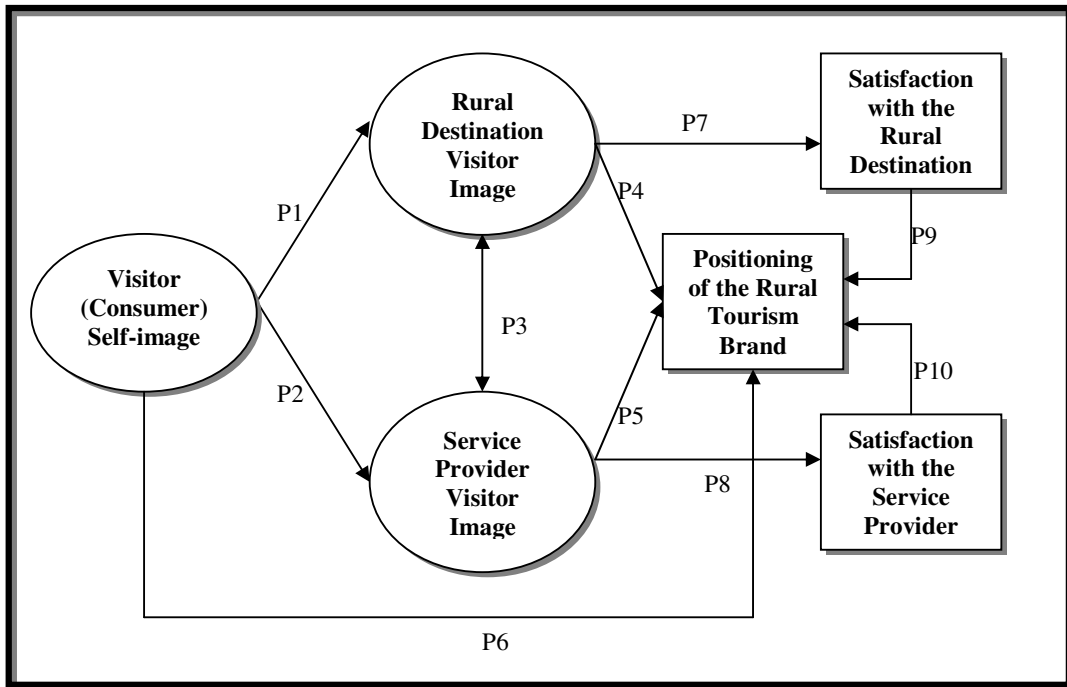 Rural
Destination
Visitor
Image
Satisfaction
with the
Rural
Destination
P7
P4
P1
P9
Visitor
(Consumer)
Self-image
Positioning
of the Rural
Tourism
Brand
P3
P2
P10
P5
Service
Provider
Visitor
Image
P8
Satisfaction
with the
Service
Provider
P6